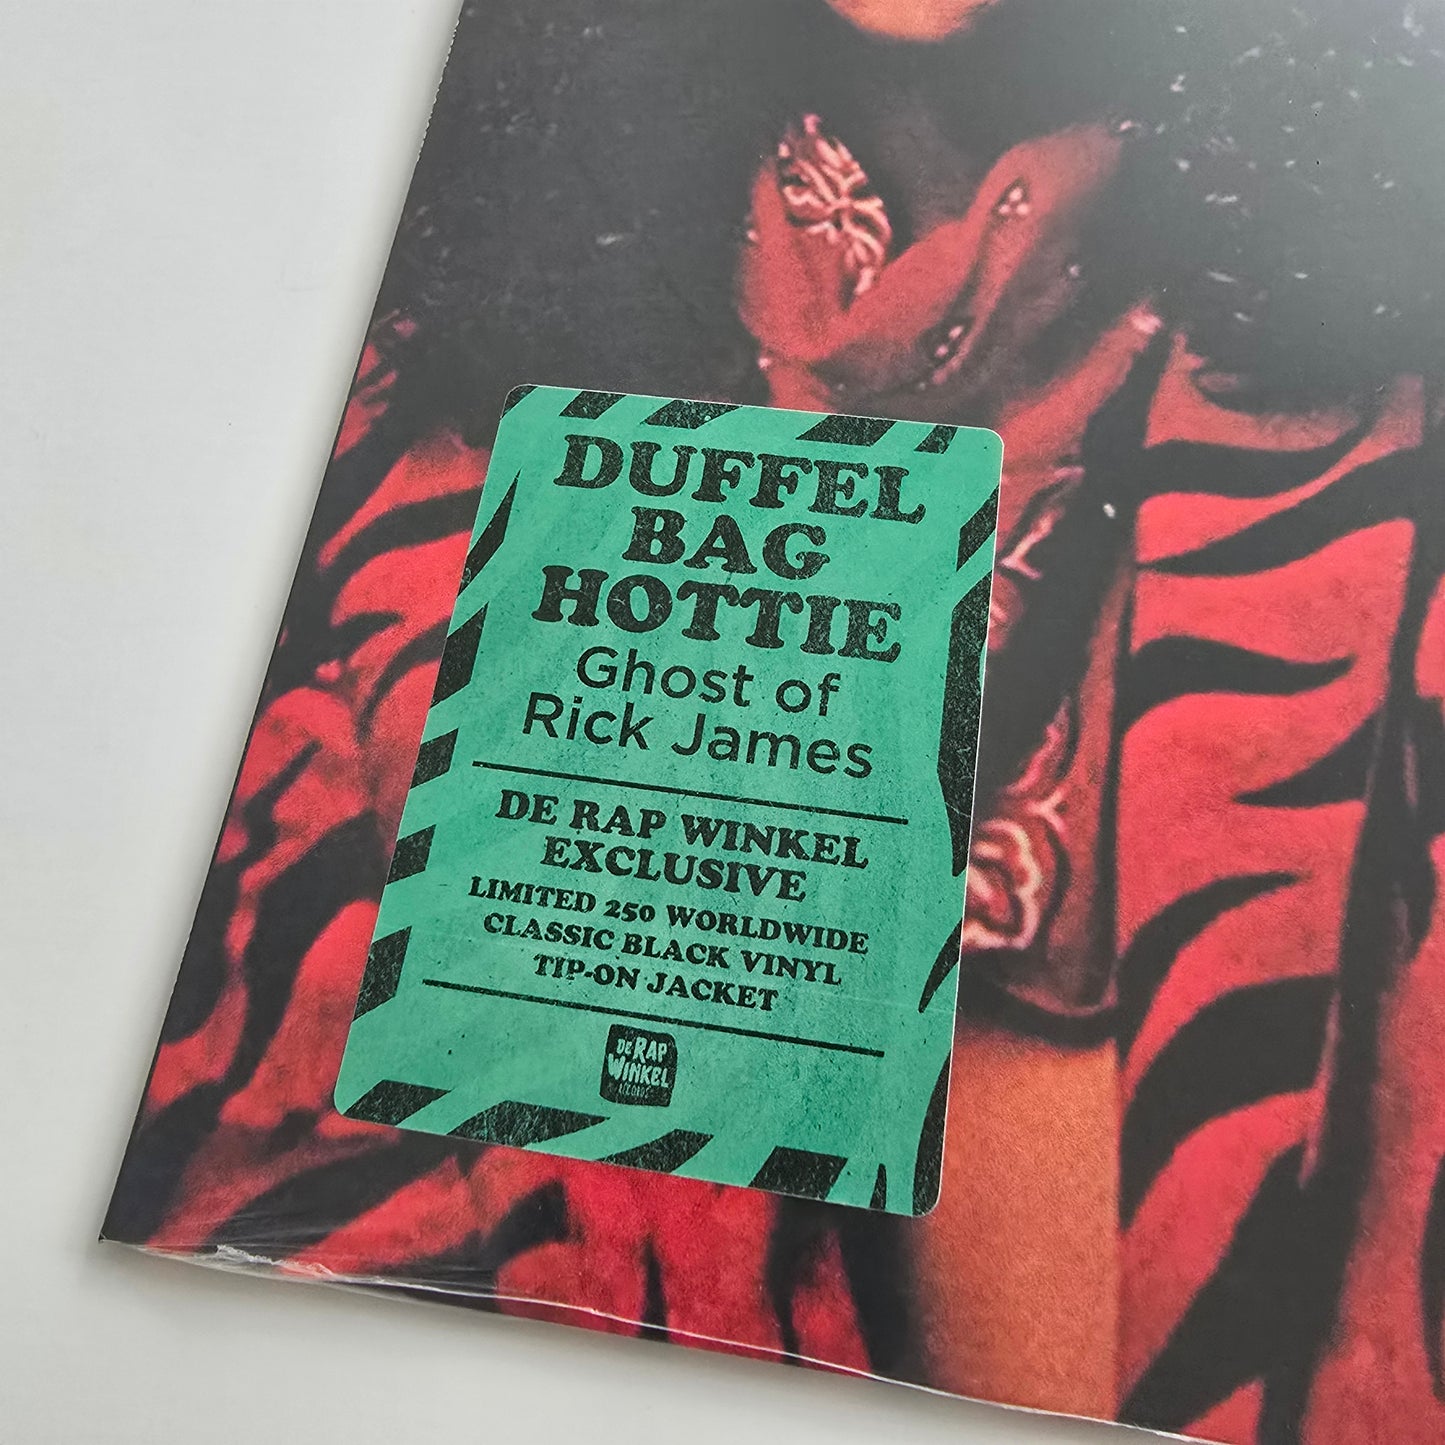 DUFFEL
BAG
HOTTIE
Ghost of
Rick James
DE RAP WINKEL
EXCLUSIVE
LIMITED 250 WORLDWIDE
CLASSIC BLACK VINYL
TIP-ON JACKET
DE RAP
WINKEL
RECORDS